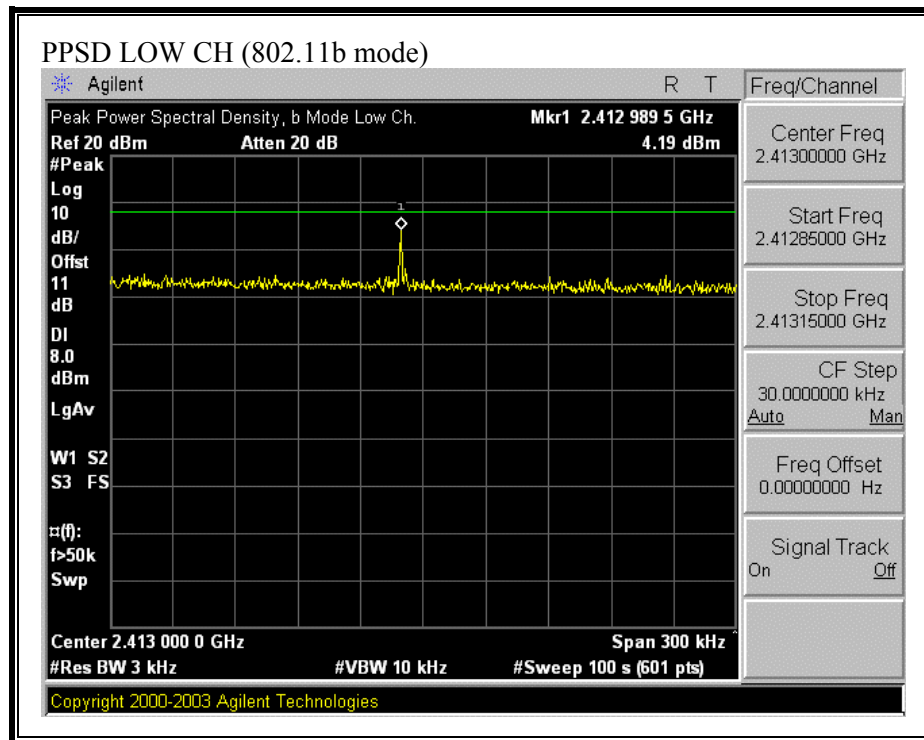 PPSD LOW CH (802.11b mode)
Agilent R T
Peak Power Spectral Density, b Mode Low Ch. Mkr1 2.412 989 5 GHz
Ref 20 dBm Atten 20 dB 4.19 dBm
#Peak
Log
10
dB/
Offst
11
dB
DI
8.0
dBm
LgAv
W1 S2
S3 FS
¤(f):
f>50k
Swp
1
Center 2.413 000 0 GHz Span 300 kHz
#Res BW 3 kHz #VBW 10 kHz #Sweep 100 s (601 pts)
Copyright 2000-2003 Agilent Technologies
Freq/Channel
Center Freq
2.41300000 GHz
Start Freq
2.41285000 GHz
Stop Freq
2.41315000 GHz
CF Step
30.0000000 kHz
Auto Man
Freq Offset
0.00000000 Hz
Signal Track
On Off